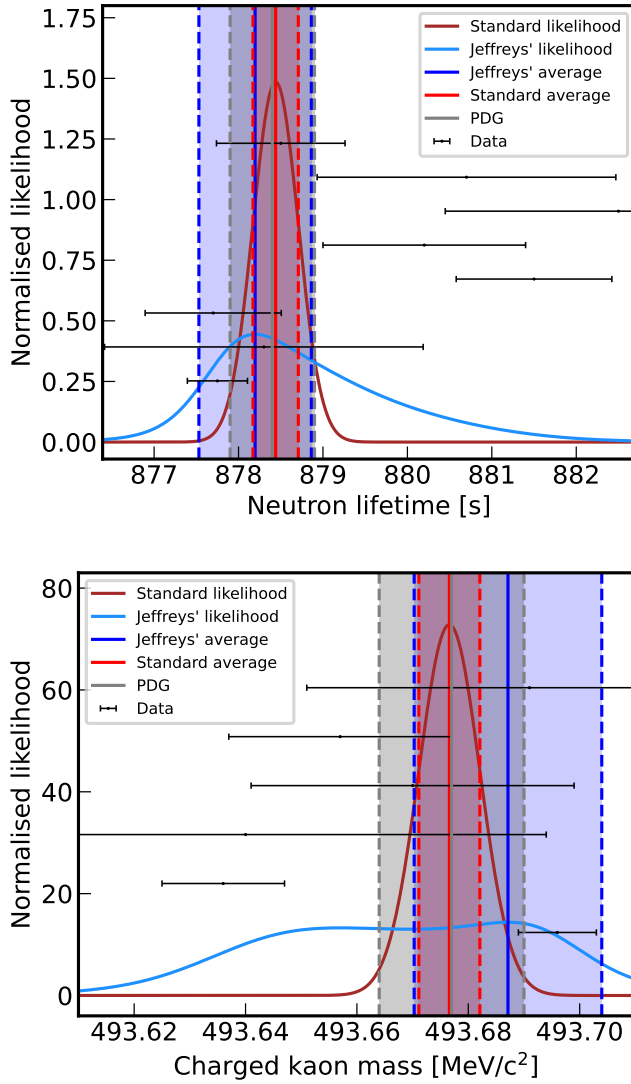 1.75
1.50
1.25
1.00
0.75
0.50
0.25
0.00
Normalised likelihood
Standard likelihood
Jeffreys' likelihood
Jeffreys' average
Standard average
PDG
Data
877 878 879 880 881 882
Neutron lifetime [s]
80
60
40
20
0
Normalised likelihood
Standard likelihood
Jeffreys' likelihood
Jeffreys' average
Standard average
PDG
Data
493.62 493.64 493.66 493.68 493.70
Charged kaon mass [MeV/c²]